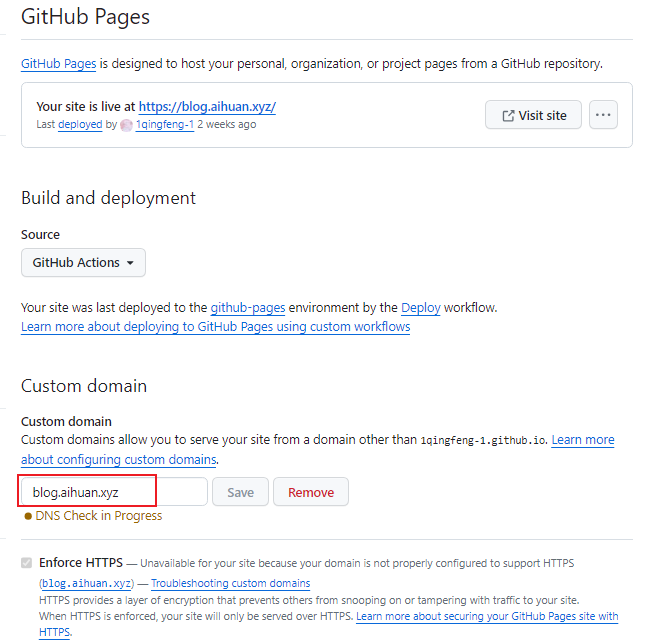 GitHub Pages
GitHub Pages is designed to host your personal, organization, or project pages from a GitHub repository.
Your site is live at https://blog.aihuan.xyz/
Last deployed by 1qingfeng-1 2 weeks ago
Visit site
...
Build and deployment
Source
GitHub Actions
Your site was last deployed to the github-pages environment by the Deploy workflow.
Learn more about deploying to GitHub Pages using custom workflows
Custom domain
Custom domain
Custom domains allow you to serve your site from a domain other than 1qingfeng-1.github.io. Learn more
about configuring custom domains.
blog.aihuan.xyz
Save
Remove
DNS Check in Progress
Enforce HTTPS — Unavailable for your site because your domain is not properly configured to support HTTPS
(blog.aihuan.xyz) — Troubleshooting custom domains
HTTPS provides a layer of encryption that prevents others from snooping on or tampering with traffic to your site.
When HTTPS is enforced, your site will only be served over HTTPS. Learn more about securing your GitHub Pages site with
HTTPS.